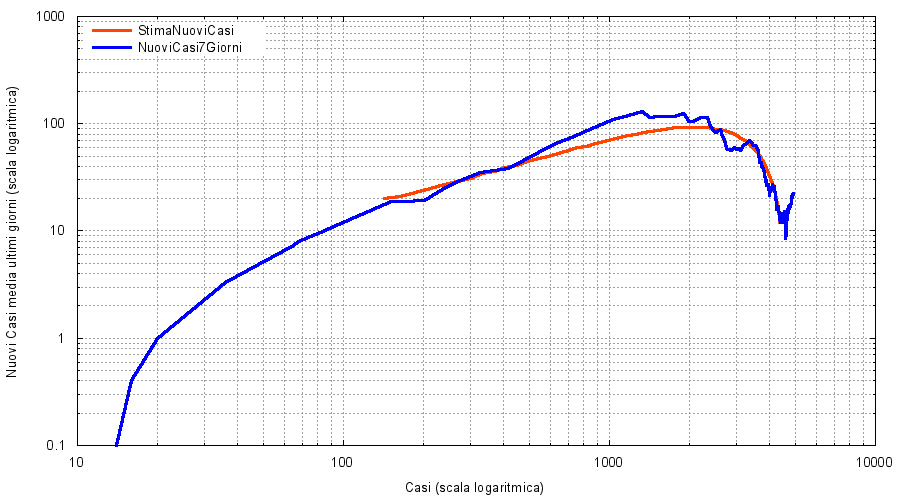 1000
StimaNuoviCasi
NuoviCasi7Giorni
100
10
1
0.1
Nuovi Casi media ultimi giorni (scala logaritmica)
10
100
1000
10000
Casi (scala logaritmica)